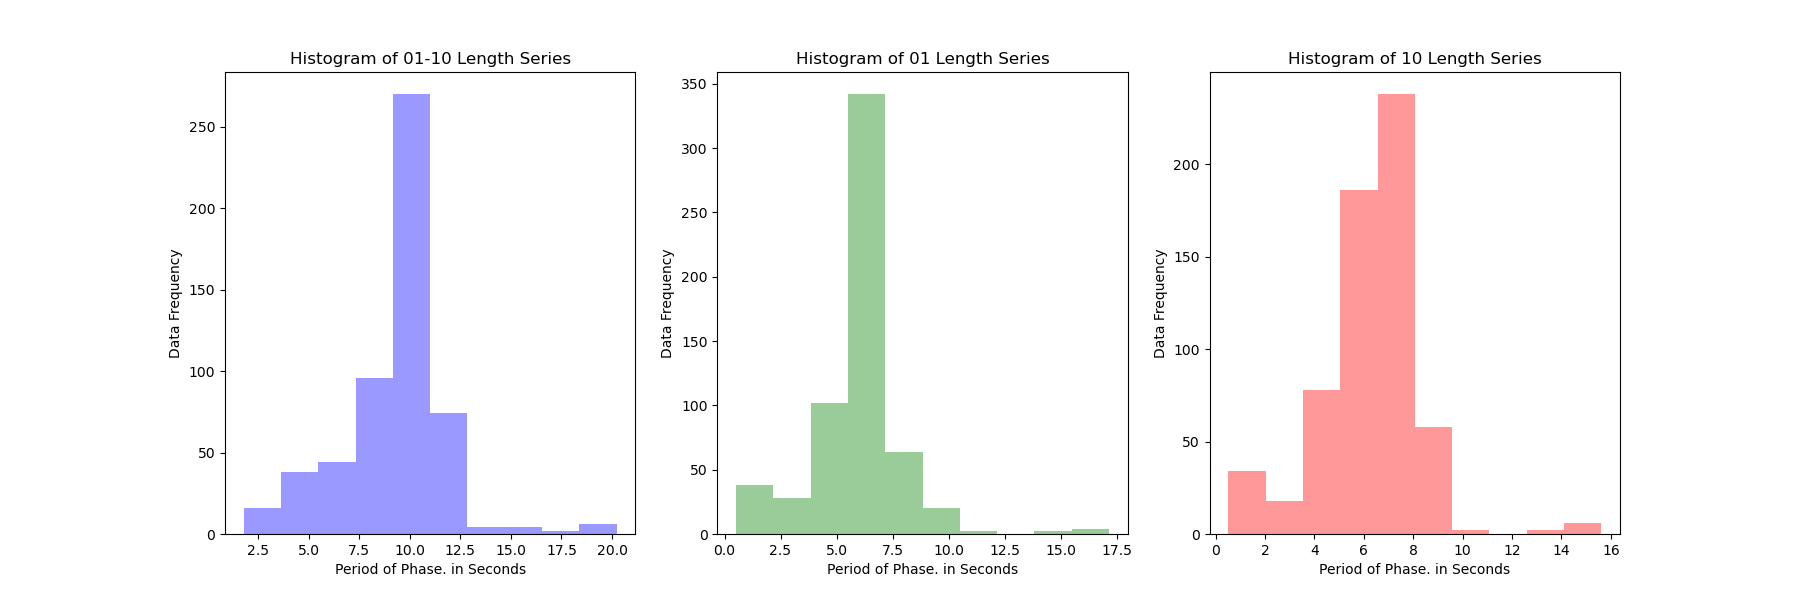 Histogram of 01-10 Length Series
Data Frequency
250
200
150
100
50
0
2.5 5.0 7.5 10.0 12.5 15.0 17.5 20.0
Period of Phase. in Seconds
Histogram of 01 Length Series
Data Frequency
350
300
250
200
150
100
50
0
0.0 2.5 5.0 7.5 10.0 12.5 15.0 17.5
Period of Phase. in Seconds
Histogram of 10 Length Series
Data Frequency
200
150
100
50
0
0 2 4 6 8 10 12 14 16
Period of Phase. in Seconds